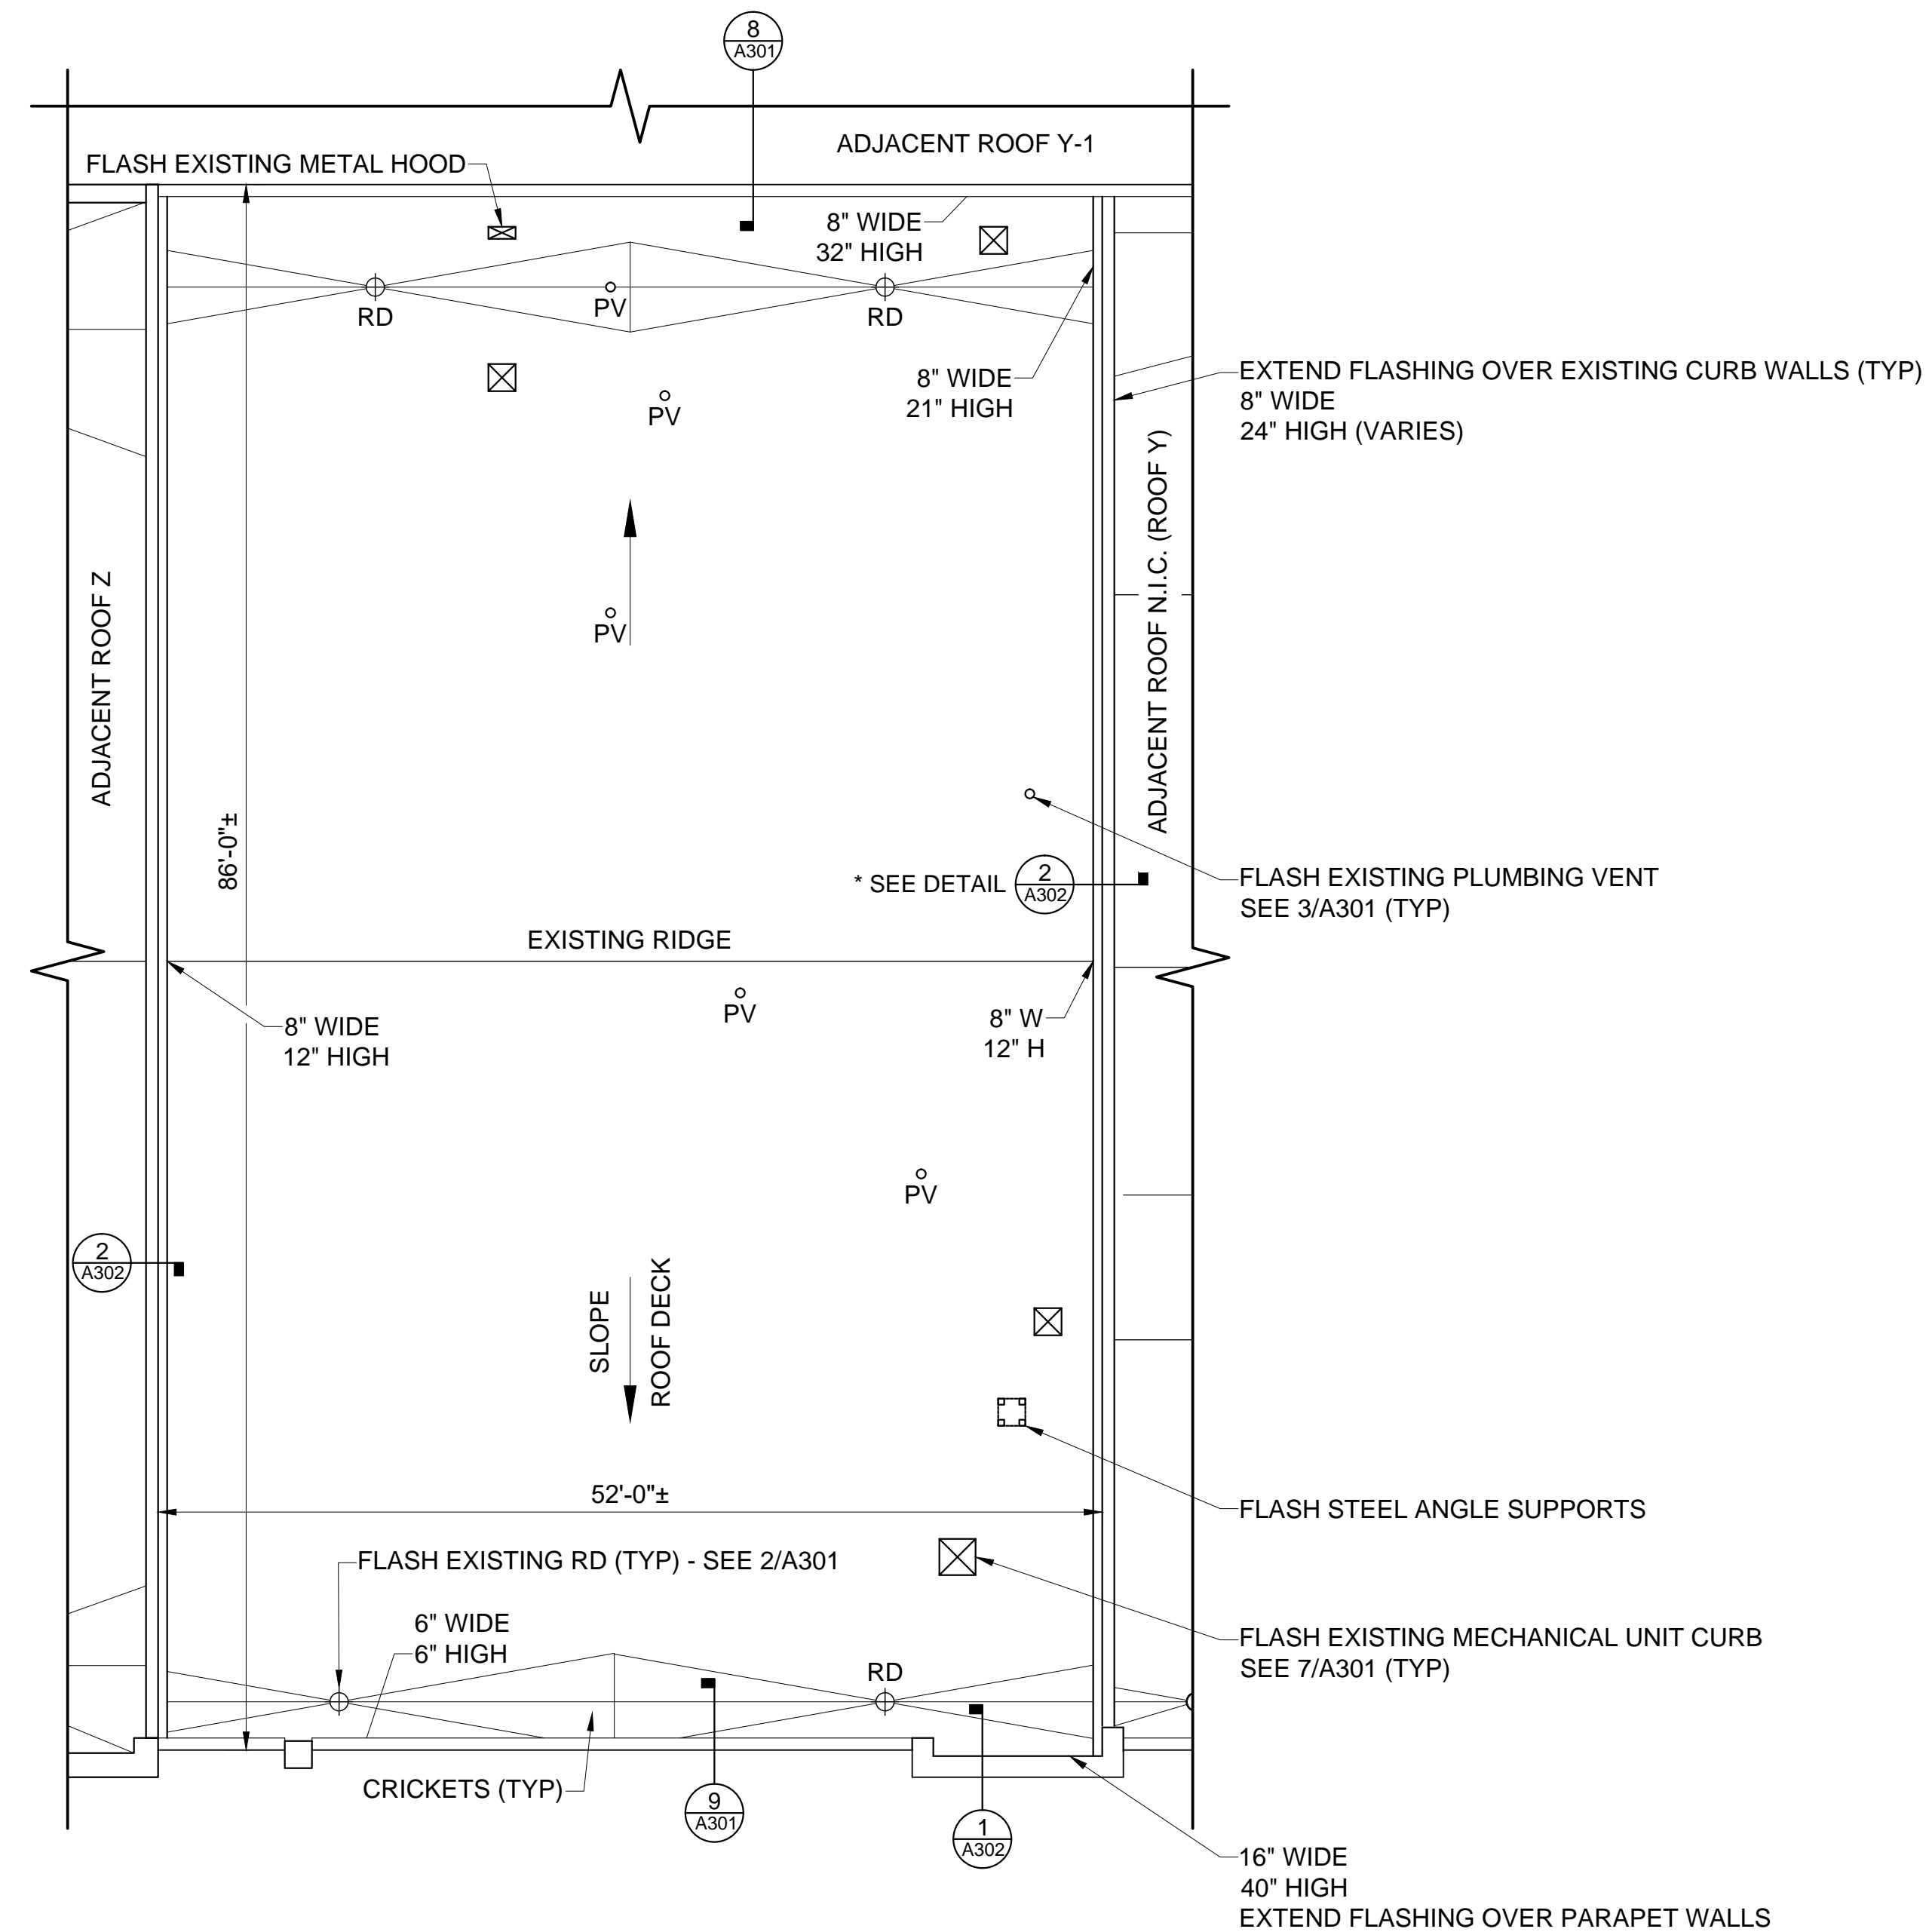 8
A301
ADJACENT ROOF Y-1
FLASH EXISTING METAL HOOD
8" WIDE
32" HIGH
RD
PV
RD
8" WIDE
21" HIGH
PV
EXTEND FLASHING OVER EXISTING CURB WALLS (TYP)
8" WIDE
24" HIGH (VARIES)
ADJACENT ROOF Z
PV
ADJACENT ROOF N.I.C. (ROOF Y)
86'-0"±
* SEE DETAIL
2
A302
FLASH EXISTING PLUMBING VENT
SEE 3/A301 (TYP)
EXISTING RIDGE
8" WIDE
12" HIGH
PV
8" W
12" H
PV
2
A302
SLOPE
ROOF DECK
52'-0"±
FLASH STEEL ANGLE SUPPORTS
FLASH EXISTING RD (TYP) - SEE 2/A301
6" WIDE
6" HIGH
RD
FLASH EXISTING MECHANICAL UNIT CURB
SEE 7/A301 (TYP)
CRICKETS (TYP)
9
A301
1
A302
16" WIDE
40" HIGH
EXTEND FLASHING OVER PARAPET WALLS